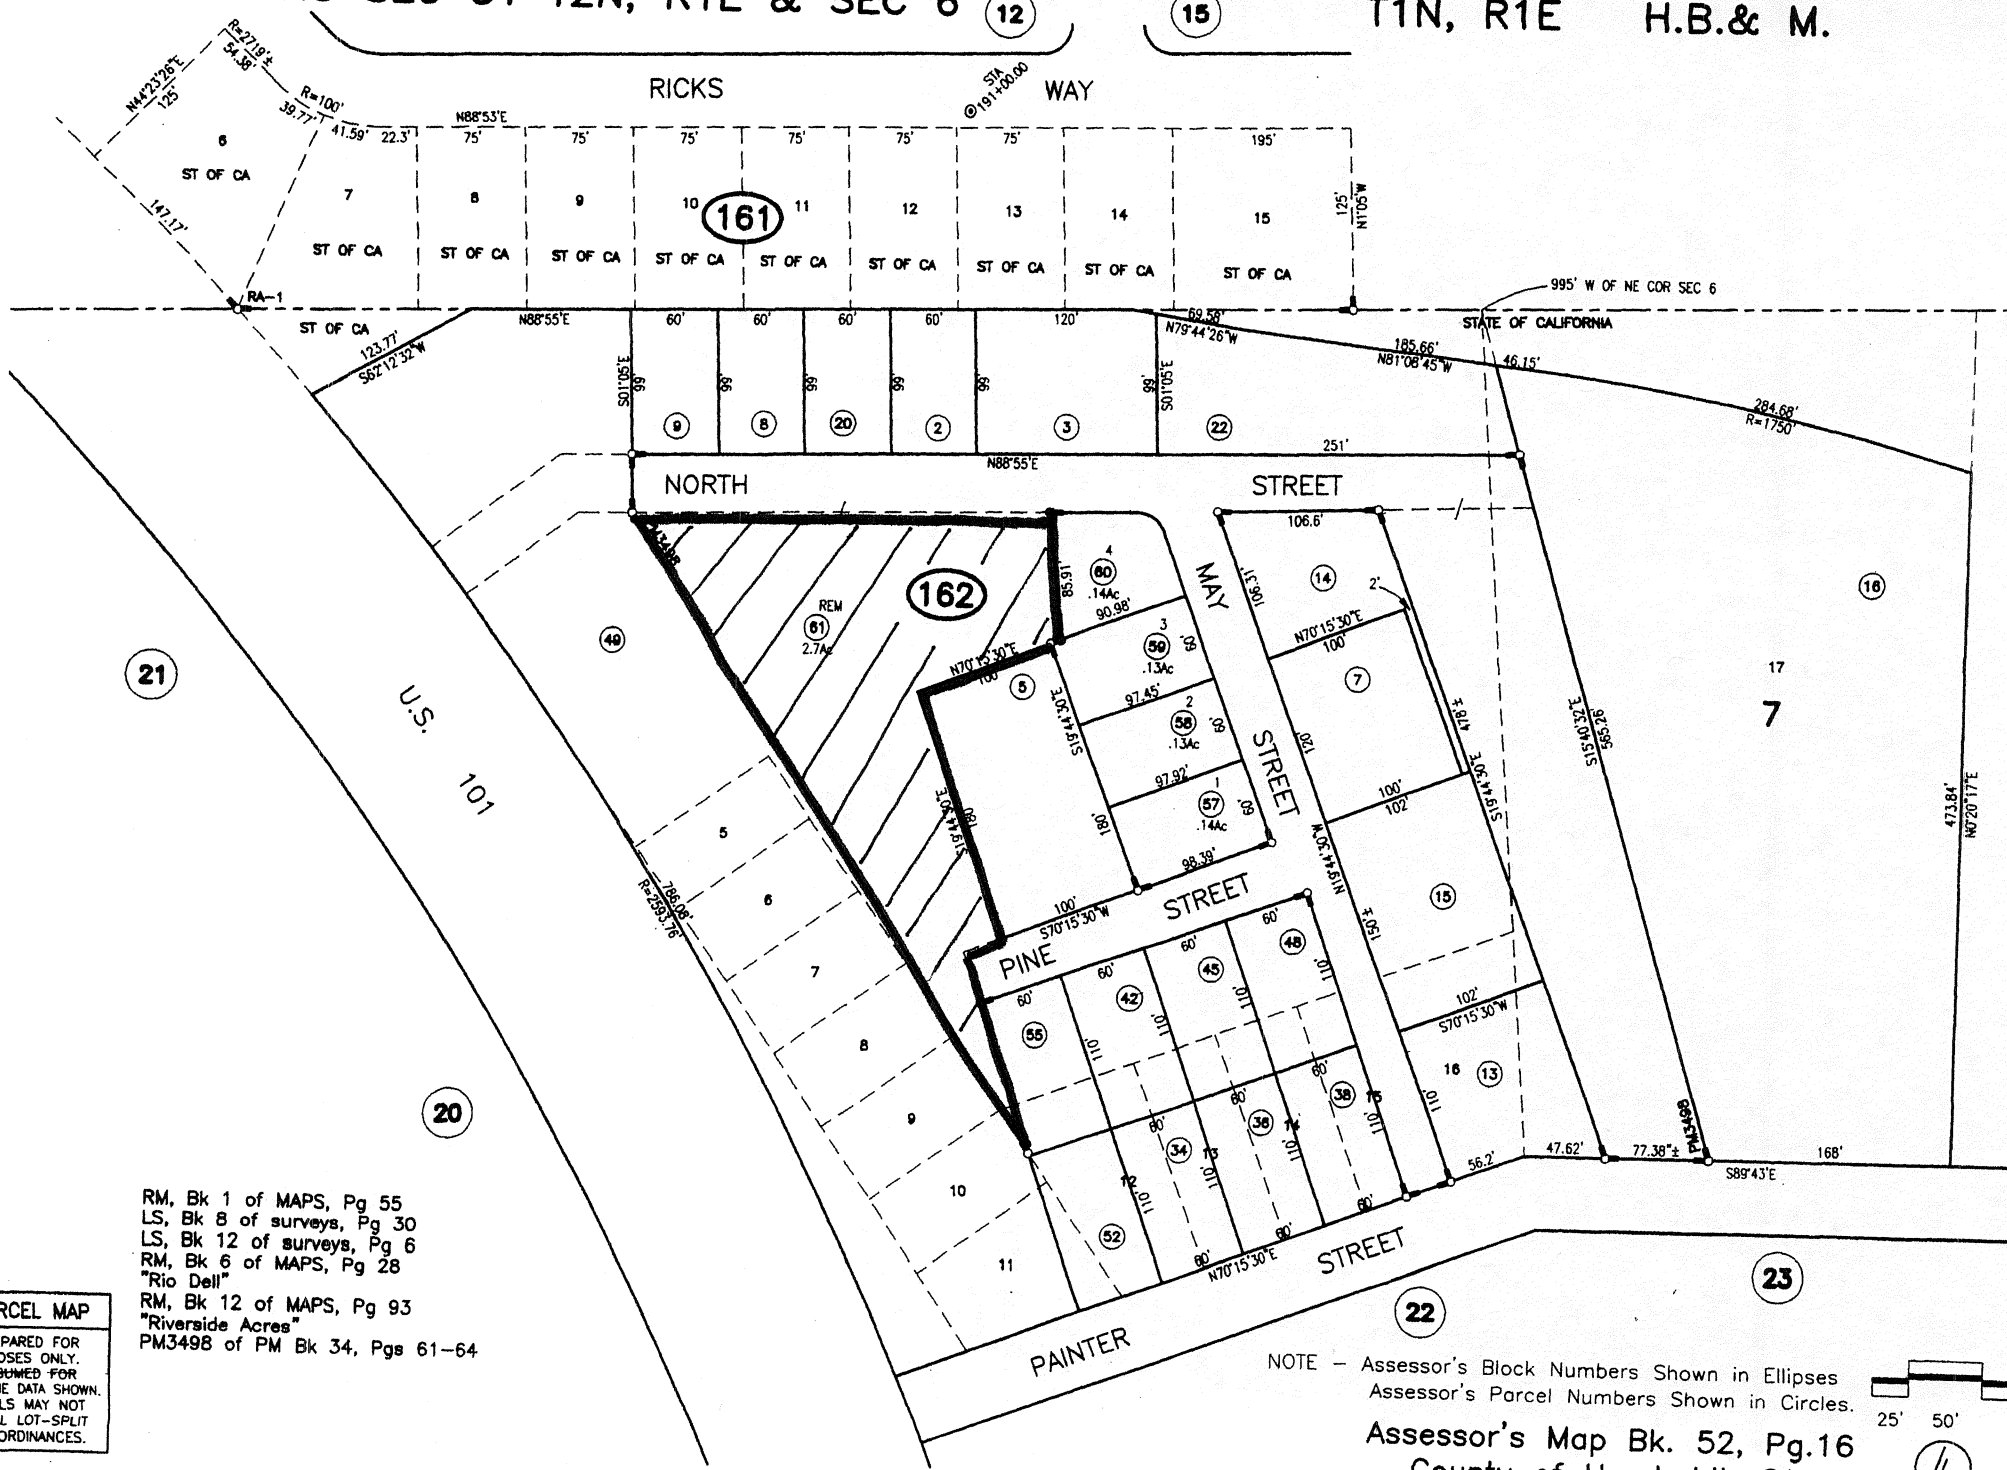 12
15
T1N, R1E H.B.& M.
RICKS WAY
STA
191+00.00
R=2719'±
54.38'
N44°23'26"E
125'
R=100'
39.77'
41.59'
22.3'
N88°53'E
75'
75'
75'
75'
75'
75'
195'
6
ST OF CA
7
ST OF CA
8
ST OF CA
9
ST OF CA
10
ST OF CA
161
11
ST OF CA
12
ST OF CA
13
ST OF CA
14
ST OF CA
15
ST OF CA
125'
N1°05'W
147.17'
RA-1
ST OF CA
123.77'
S62°12'32"W
N88°55'E
60'
60'
60'
60'
120'
69.58'
N79°44'26"W
995' W OF NE COR SEC 6
STATE OF CALIFORNIA
185.66'
N81°08'45"W
46.15'
284.68'
R=1750'
S01°05'E
99'
99'
99'
99'
99'
99'
S01°05'E
9
8
20
2
3
22
251'
N88°55'E
NORTH STREET
106.6'
PM3498
49
REM
61
2.7Ac
162
85.91'
4
60
.14Ac
90.98'
MAY STREET
106.31'
14
2'
N70°15'30"E
100'
16
N70°15'30"E
100'
5
3
59
.13Ac
60'
97.45'
2
58
.13Ac
60'
97.92'
1
57
.14Ac
60'
98.39'
S19°44'30"E
180'
S19°44'30"E
180'
7
120'
478'±
S19°44'30"E
100'
102'
17
7
S15°40'32"E
565.26'
473.84'
N0°20'17"E
21
U.S. 101
5
6
7
8
9
10
11
786.08'
R=2593.76'
100'
S70°15'30"W
PINE STREET
N19°44'30"W
150'±
15
60'
60'
60'
60'
55
42
45
48
110'
110'
110'
110'
102'
S70°15'30"W
16
13
110'
60'
60'
60'
34
36
38
12
13
14
15
110'
110'
110'
110'
52
60'
60'
60'
N70°15'30"E
PAINTER STREET
56.2'
47.62'
77.38"±
PM3498
168'
S89°43'E
20
22
23
RM, Bk 1 of MAPS, Pg 55
LS, Bk 8 of surveys, Pg 30
LS, Bk 12 of surveys, Pg 6
RM, Bk 6 of MAPS, Pg 28
"Rio Dell"
RM, Bk 12 of MAPS, Pg 93
"Riverside Acres"
PM3498 of PM Bk 34, Pgs 61-64
RCEL MAP
PARED FOR
OSES ONLY.
SUMED FOR
E DATA SHOWN.
LS MAY NOT
L LOT-SPLIT
ORDINANCES.
NOTE - Assessor's Block Numbers Shown in Ellipses
Assessor's Parcel Numbers Shown in Circles.
25' 50'
Assessor's Map Bk. 52, Pg.16